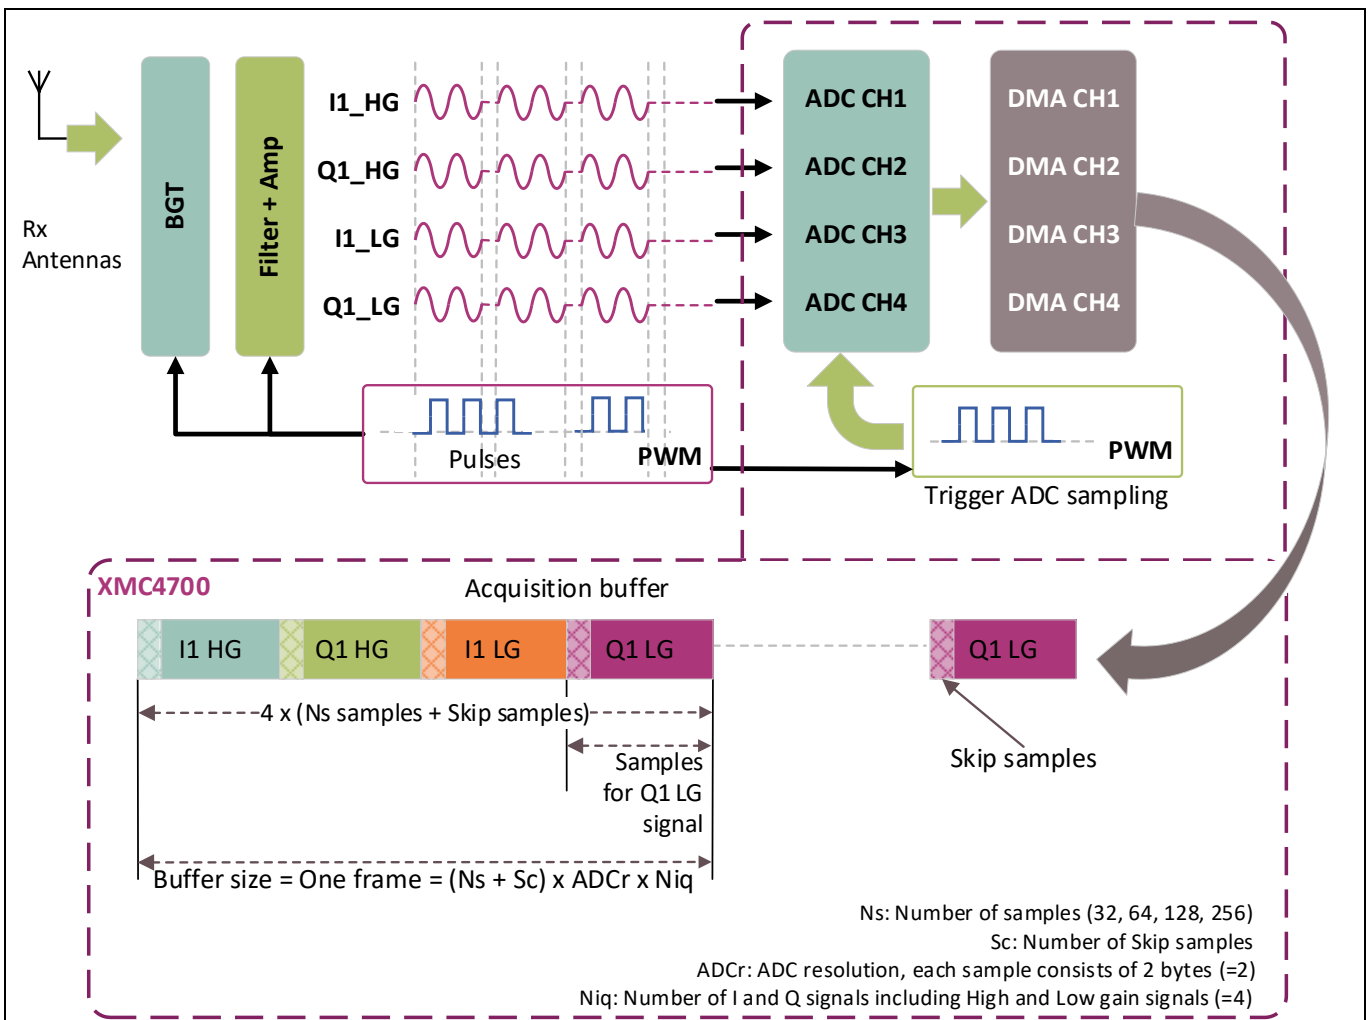 Rx
Antennas
BGT
Filter + Amp
I1_HG
Q1_HG
I1_LG
Q1_LG
ADC CH1
ADC CH2
ADC CH3
ADC CH4
DMA CH1
DMA CH2
DMA CH3
DMA CH4
Pulses
PWM
PWM
Trigger ADC sampling
XMC4700
Acquisition buffer
I1 HG
Q1 HG
I1 LG
Q1 LG
Q1 LG
4 x (Ns samples + Skip samples)
Samples
for Q1 LG
signal
Skip samples
Buffer size = One frame = (Ns + Sc) x ADCr x Niq
Ns: Number of samples (32, 64, 128, 256)
Sc: Number of Skip samples
ADCr: ADC resolution, each sample consists of 2 bytes (=2)
Niq: Number of I and Q signals including High and Low gain signals (=4)